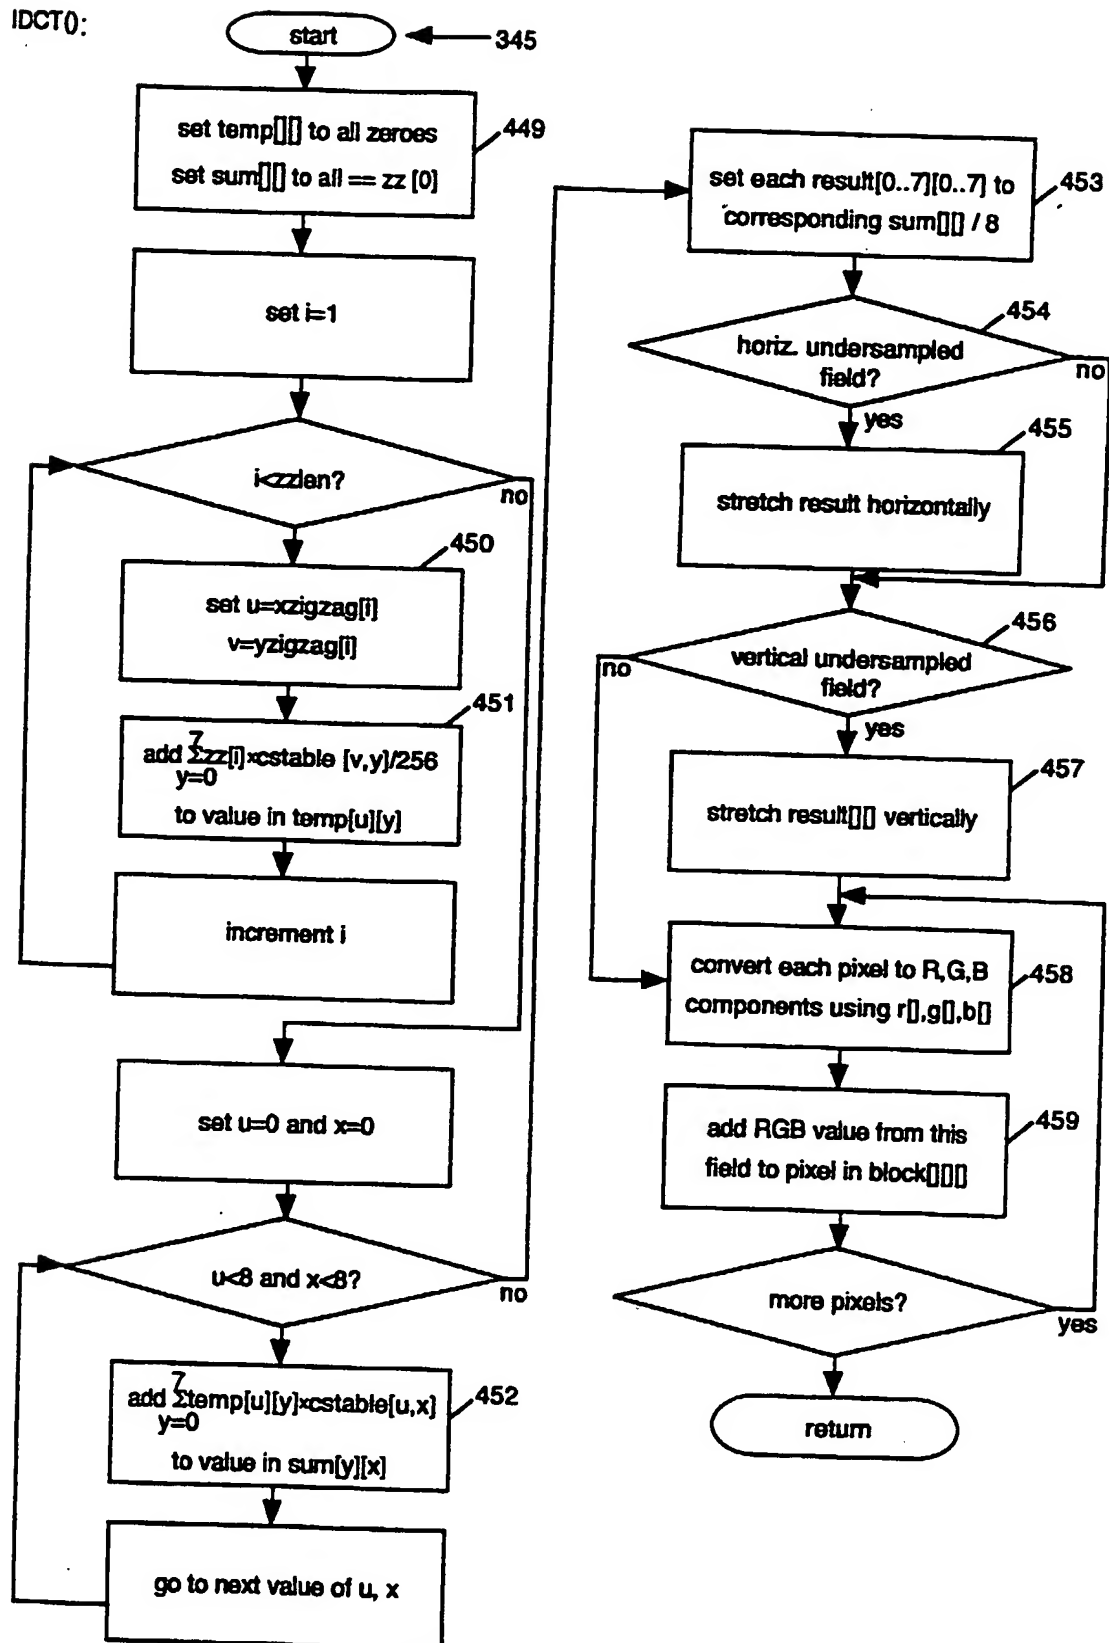 IDCT():
start
345
set temp[][] to all zeroes
set sum[][] to all == zz [0]
449
set i=1
i<zzlen?
no
450
set u=xzigzag[i]
v=yzigzag[i]
451
7
add Σzz[i]×cstable [v,y]/256
y=0
to value in temp[u][y]
increment i
set u=0 and x=0
u<8 and x<8?
no
7
add Σtemp[u][y]×cstable[u,x]
y=0
to value in sum[y][x]
452
go to next value of u, x
set each result[0..7][0..7] to
corresponding sum[][] / 8
453
454
horiz. undersampled
field?
no
yes
455
stretch result horizontally
456
no
vertical undersampled
field?
yes
457
stretch result[][] vertically
convert each pixel to R,G,B
components using r[],g[],b[]
458
add RGB value from this
field to pixel in block[][][]
459
more pixels?
yes
return